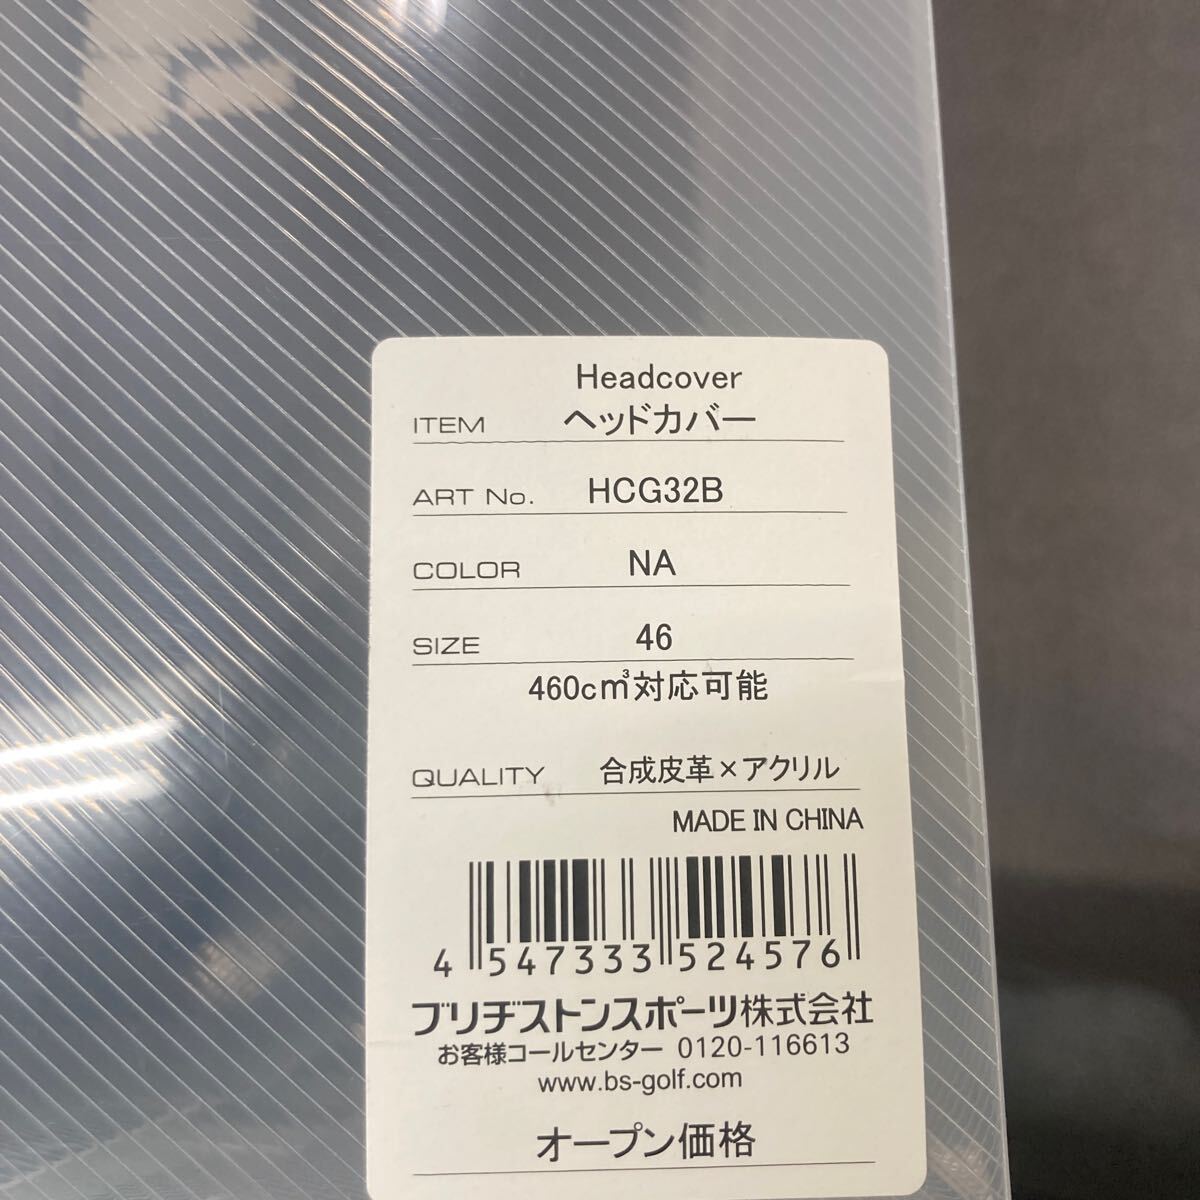 Headcover
ITEM ヘッドカバー
ART No. HCG32B
COLOR NA
SIZE 46
460c㎥対応可能
QUALITY 合成皮革×アクリル
MADE IN CHINA
4 547333 524576
ブリヂストンスポーツ株式会社
お客様コールセンター 0120-116613
www.bs-golf.com
オープン価格